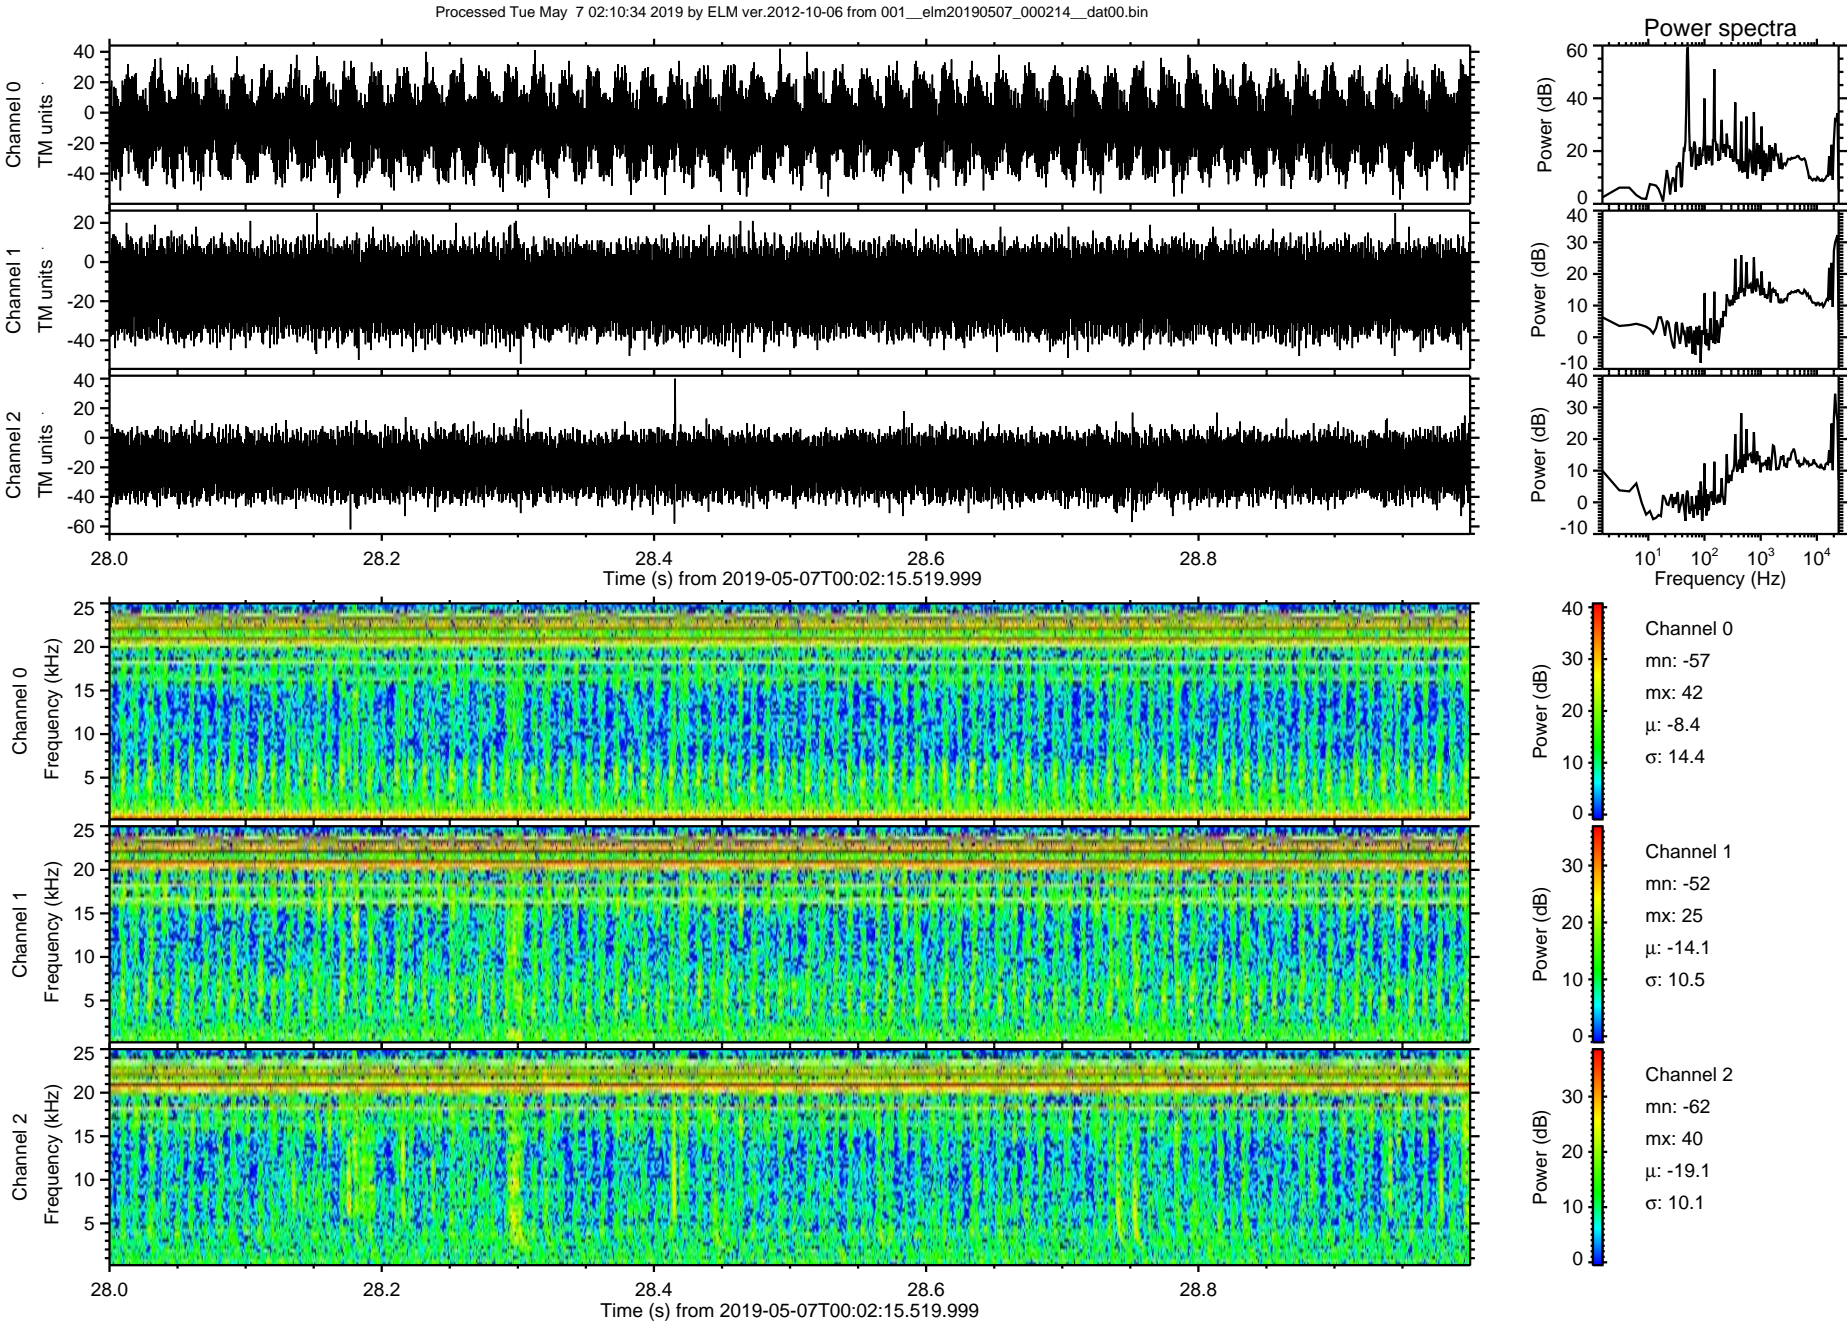 Processed Tue May  7 02:10:34 2019 by ELM ver.2012-10-06 from 001__elm20190507_000214__dat00.bin
Power spectra
Channel 0
TM units
40
20
0
-20
-40
Power (dB)
60
40
20
0
Channel 1
TM units
20
0
-20
-40
Power (dB)
40
30
20
10
0
-10
Channel 2
TM units
40
20
0
-20
-40
-60
Power (dB)
40
30
20
10
0
-10
28.0 28.2 28.4 28.6 28.8
Time (s) from 2019-05-07T00:02:15.519.999
10^1 10^2 10^3 10^4
Frequency (Hz)
Channel 0
Frequency (kHz)
25
20
15
10
5
Power (dB)
40
30
20
10
0
Channel 0
mn: -57
mx: 42
μ: -8.4
σ: 14.4
Channel 1
Frequency (kHz)
25
20
15
10
5
Power (dB)
30
20
10
0
Channel 1
mn: -52
mx: 25
μ: -14.1
σ: 10.5
Channel 2
Frequency (kHz)
25
20
15
10
5
Power (dB)
30
20
10
0
Channel 2
mn: -62
mx: 40
μ: -19.1
σ: 10.1
28.0 28.2 28.4 28.6 28.8
Time (s) from 2019-05-07T00:02:15.519.999